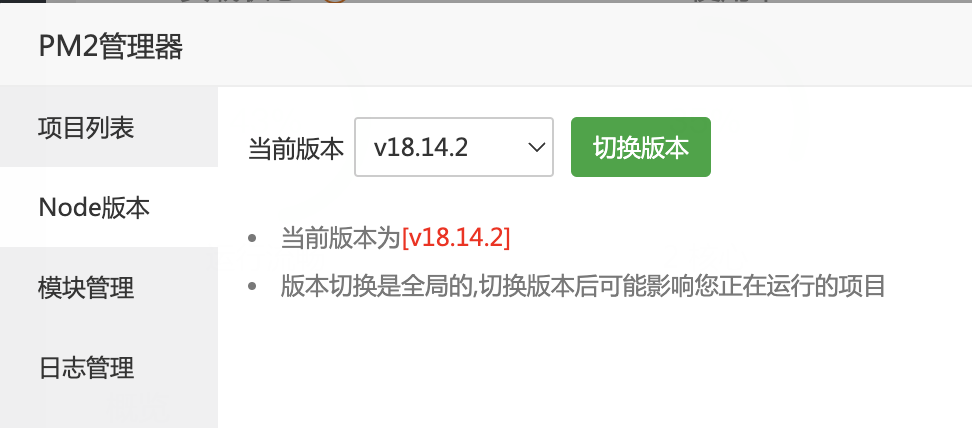 PM2管理器
项目列表
Node版本
模块管理
日志管理
当前版本 v18.14.2 切换版本
当前版本为[v18.14.2]
版本切换是全局的,切换版本后可能影响您正在运行的项目